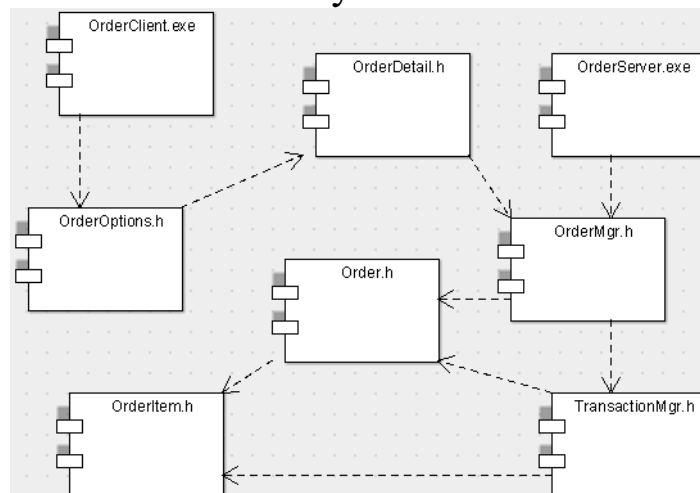 OrderClient.exe
OrderDetail.h
OrderServer.exe
OrderOptions.h
OrderMgr.h
Order.h
OrderItem.h
TransactionMgr.h